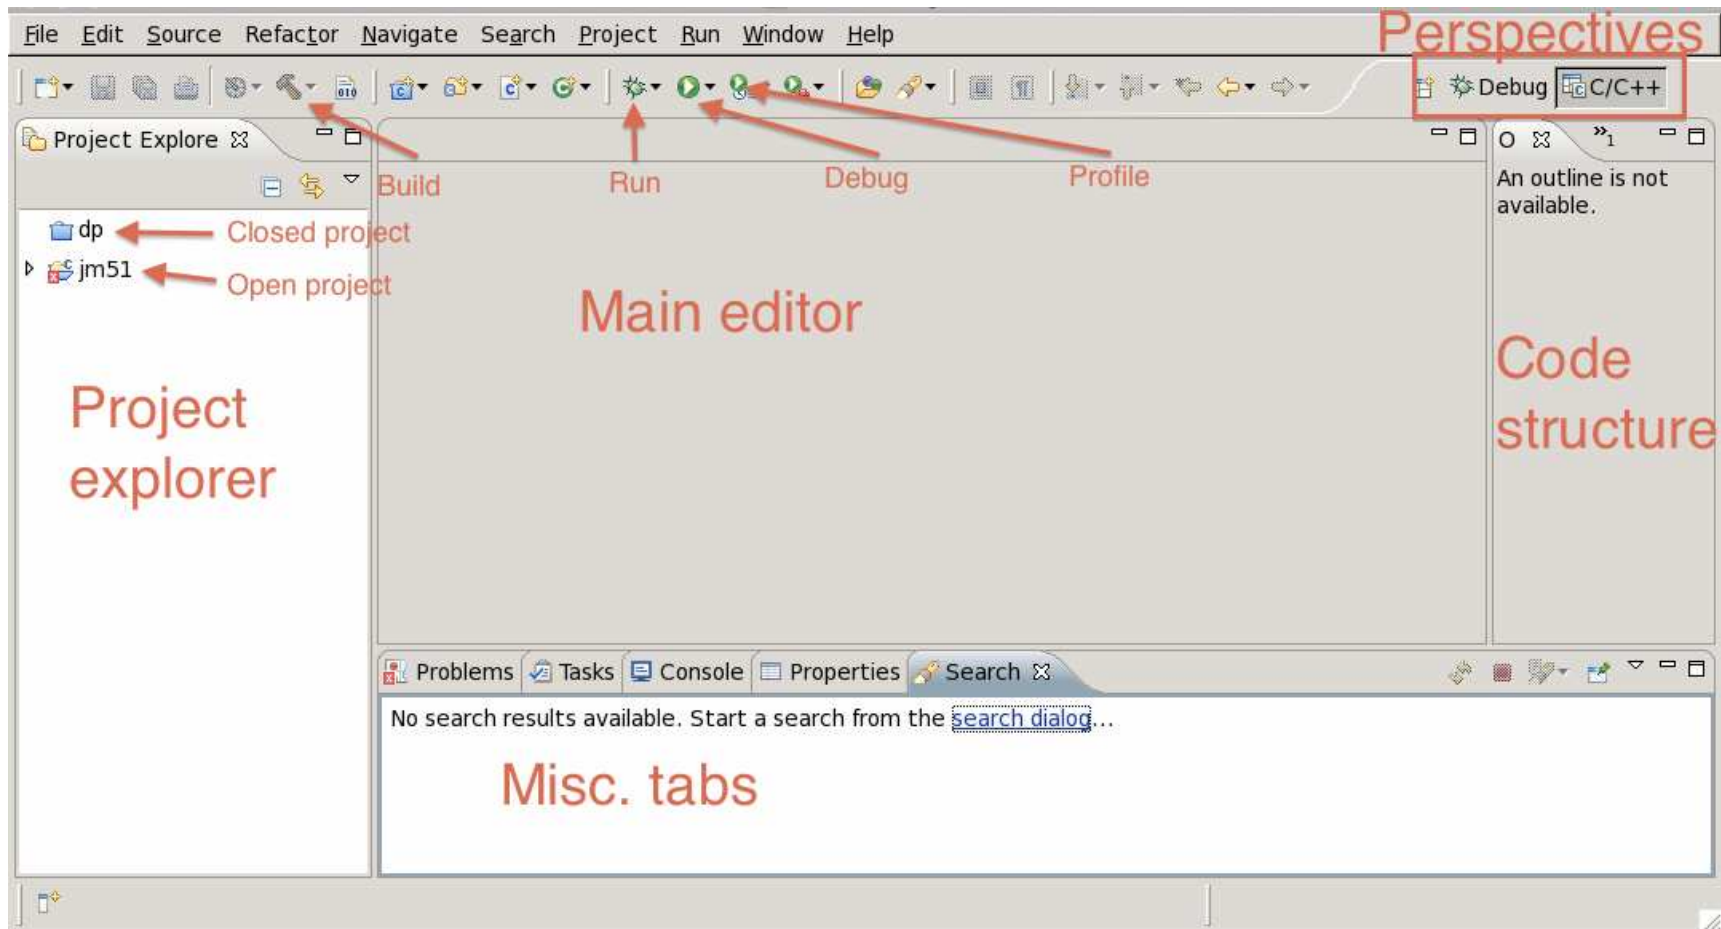 File Edit Source Refactor Navigate Search Project Run Window Help
Perspectives
Debug C/C++
Project Explore
O »1
Build
Run
Debug
Profile
An outline is not
available.
dp
Closed project
jm51
Open project
Main editor
Code
structure
Project
explorer
Problems Tasks Console Properties Search
No search results available. Start a search from the search dialog...
Misc. tabs